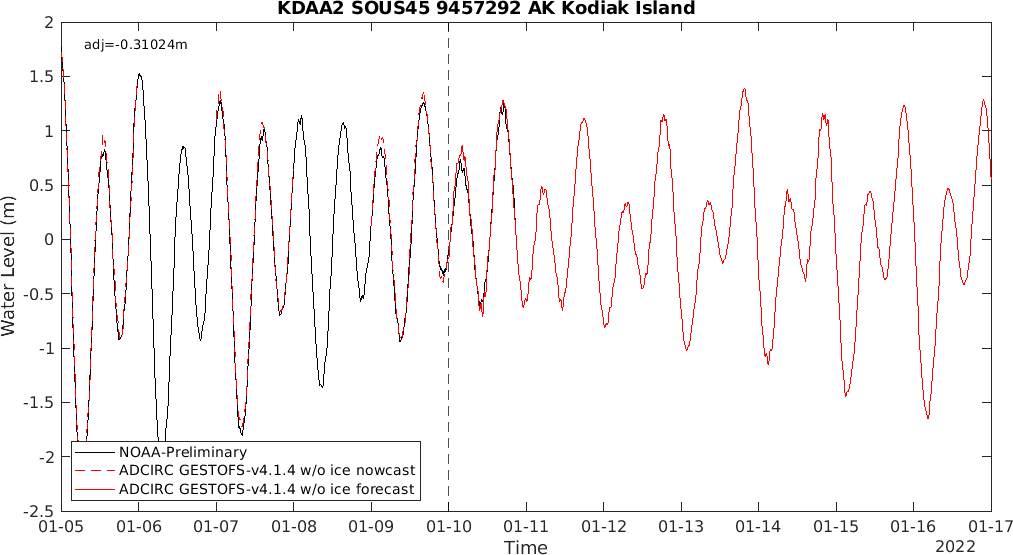 KDAA2 SOUS45 9457292 AK Kodiak Island
adj=-0.31024m
2
1.5
1
0.5
0
-0.5
-1
-1.5
-2
-2.5
Water Level (m)
NOAA-Preliminary
ADCIRC GESTOFS-v4.1.4 w/o ice nowcast
ADCIRC GESTOFS-v4.1.4 w/o ice forecast
01-05 01-06 01-07 01-08 01-09 01-10 01-11 01-12 01-13 01-14 01-15 01-16 01-17
Time
2022